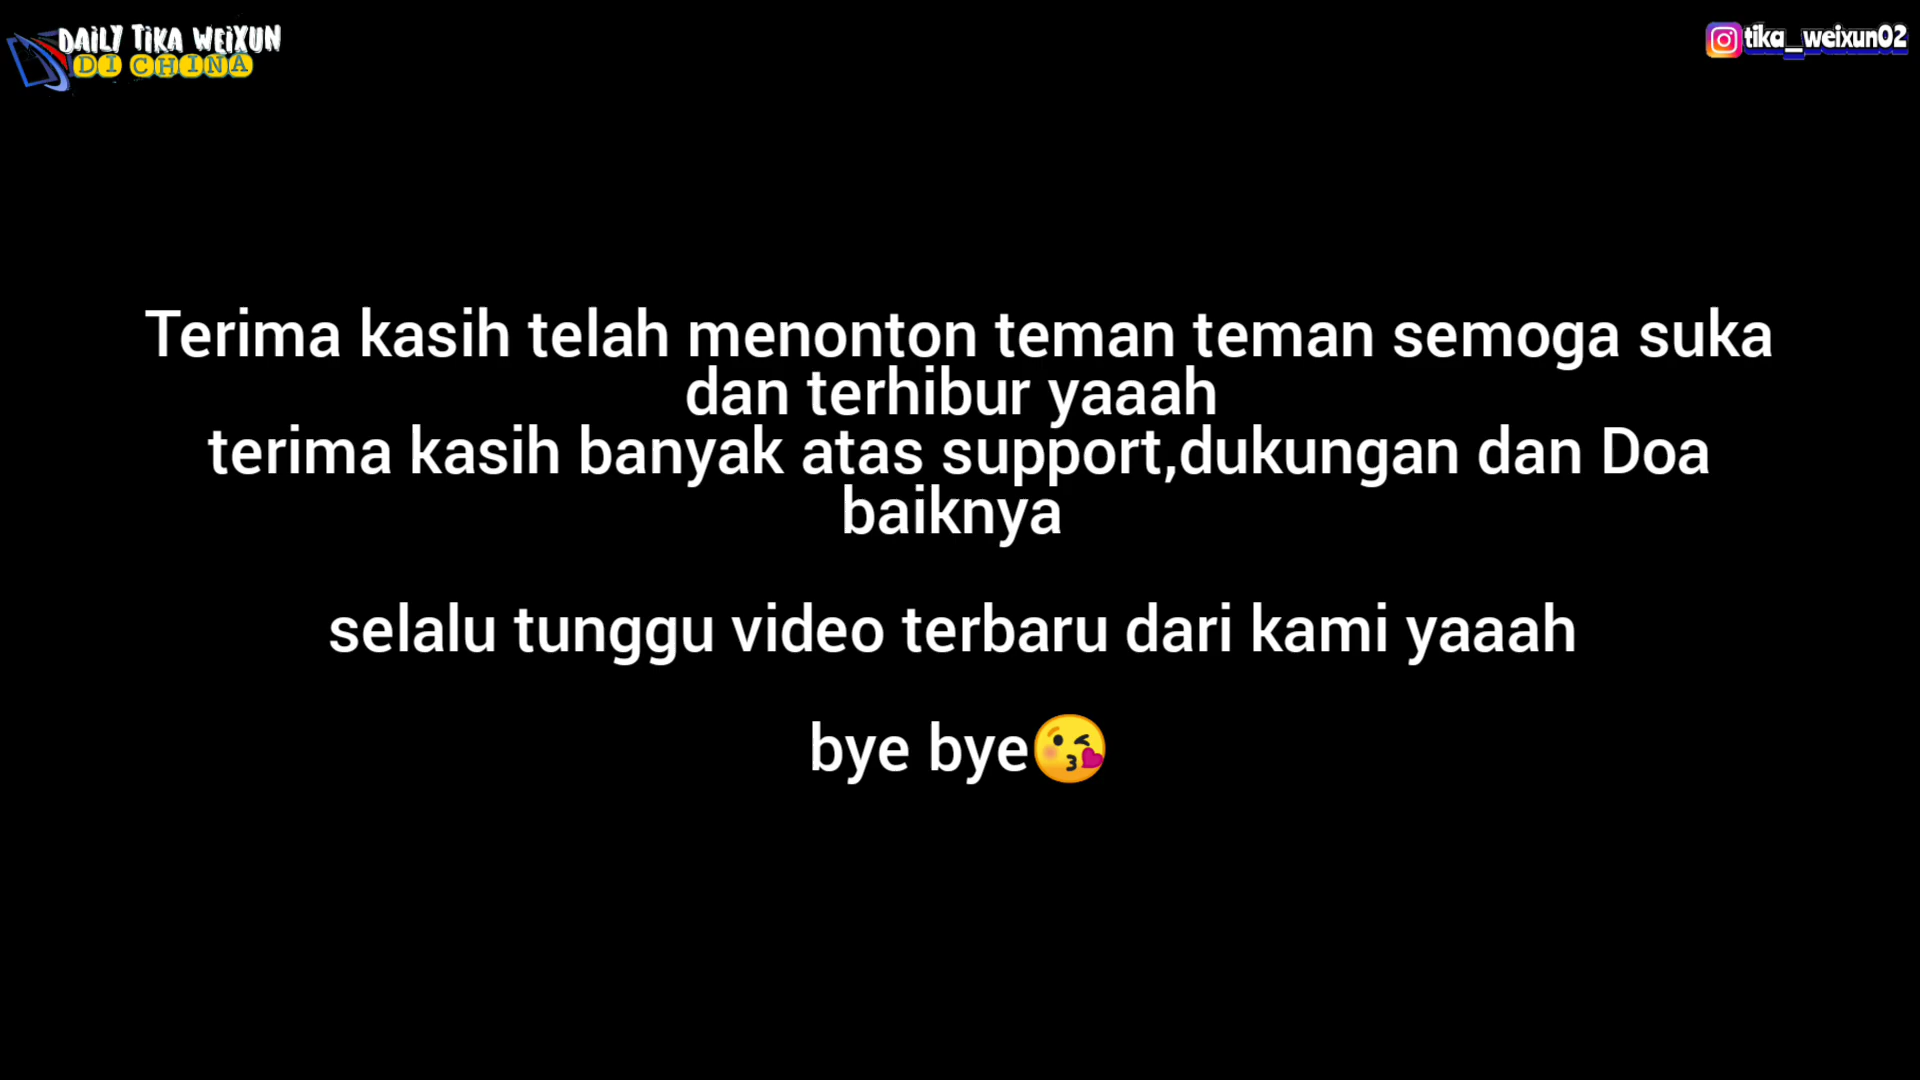 DAILY TIKA WEIXUN
DI CHINA
tika_weixun02
Terima kasih telah menonton teman teman semoga suka
dan terhibur yaaah
terima kasih banyak atas support,dukungan dan Doa
baiknya
selalu tunggu video terbaru dari kami yaaah
bye bye😘